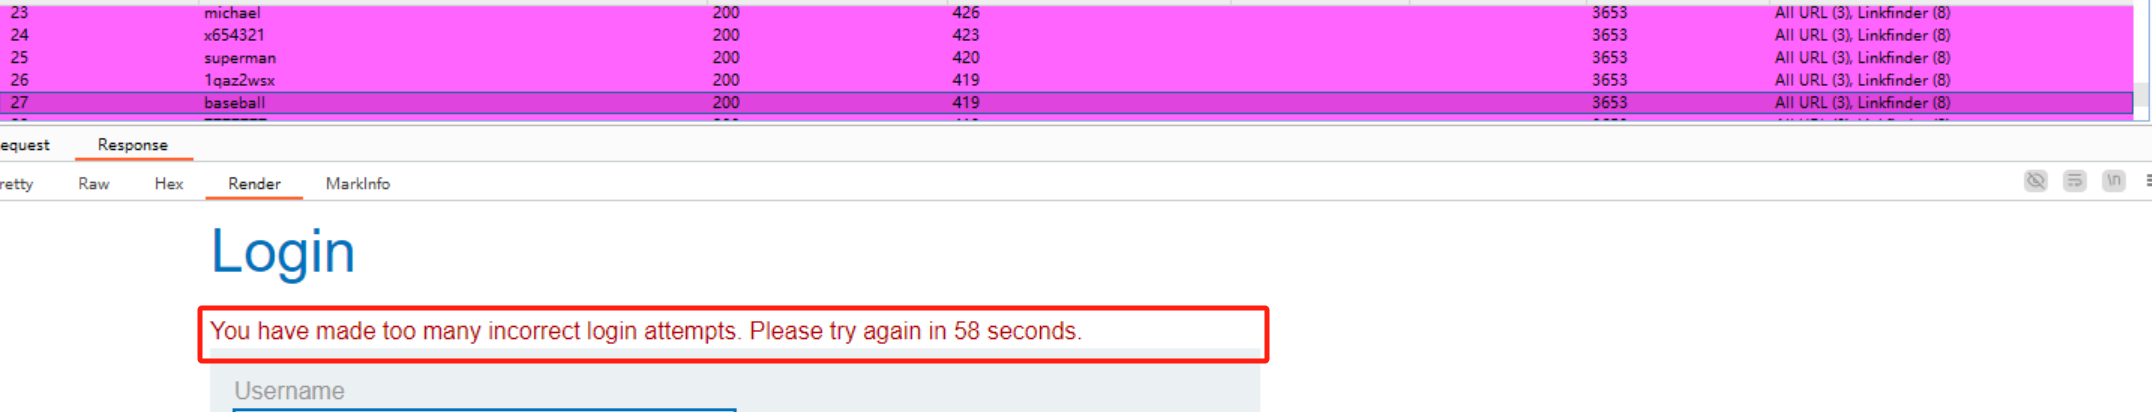 23 michael 200 426 3653 All URL (3), Linkfinder (8)
24 x654321 200 423 3653 All URL (3), Linkfinder (8)
25 superman 200 420 3653 All URL (3), Linkfinder (8)
26 1qaz2wsx 200 419 3653 All URL (3), Linkfinder (8)
27 baseball 200 419 3653 All URL (3), Linkfinder (8)
equest Response
retty Raw Hex Render MarkInfo \n
Login
You have made too many incorrect login attempts. Please try again in 58 seconds.
Username